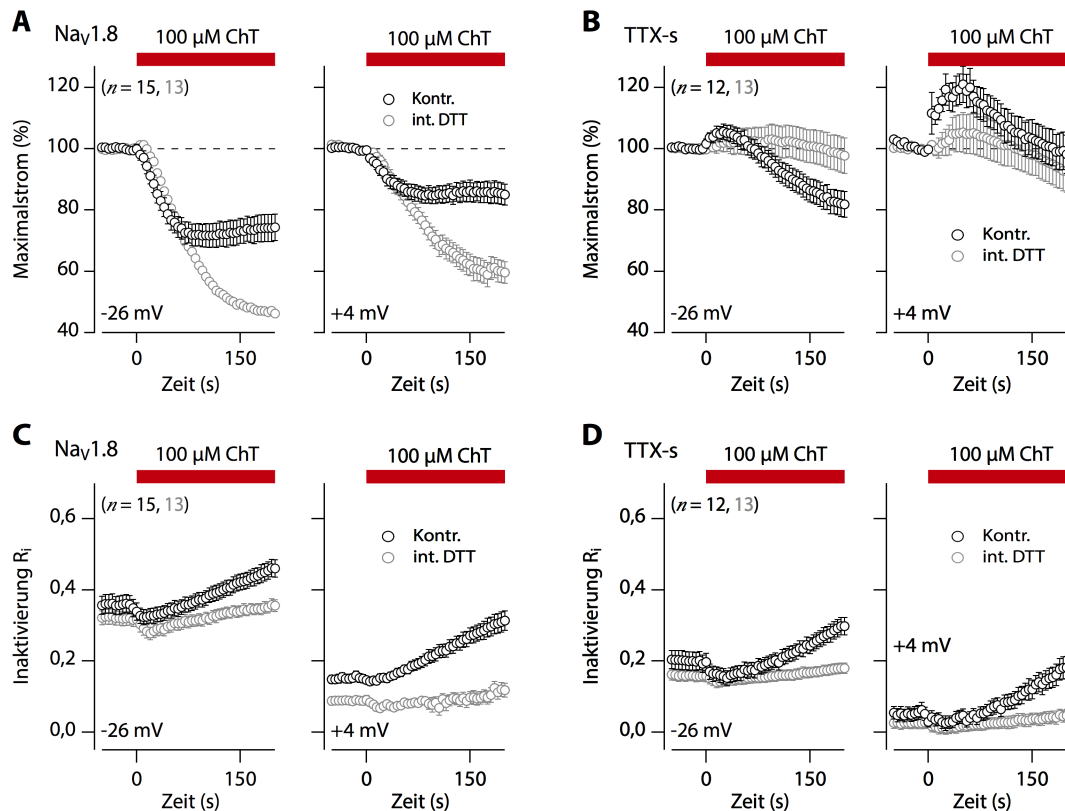 A
NaV1.8
100 µM ChT
100 µM ChT
(n = 15, 13)
Kontr.
int. DTT
Maximalstrom (%)
120
100
80
60
40
-26 mV
+4 mV
0
150
0
150
Zeit (s)
Zeit (s)
B
TTX-s
100 µM ChT
100 µM ChT
(n = 12, 13)
Maximalstrom (%)
120
100
80
60
40
Kontr.
int. DTT
-26 mV
+4 mV
0
150
0
150
Zeit (s)
Zeit (s)
C
NaV1.8
100 µM ChT
100 µM ChT
(n = 15, 13)
Kontr.
int. DTT
Inaktivierung Ri
0,6
0,4
0,2
0,0
-26 mV
+4 mV
0
150
0
150
Zeit (s)
Zeit (s)
D
TTX-s
100 µM ChT
100 µM ChT
(n = 12, 13)
Kontr.
int. DTT
Inaktivierung Ri
0,6
0,4
0,2
0,0
+4 mV
-26 mV
0
150
0
150
Zeit (s)
Zeit (s)